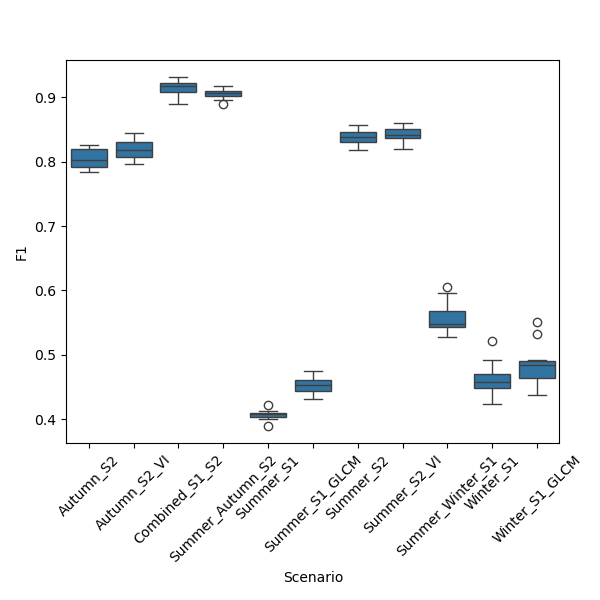 0.9
0.8
0.7
0.6
0.5
0.4
F1
Autumn_S2
Autumn_S2_VI
Combined_S1_S2
Summer_Autumn_S2
Summer_S1
Summer_S1_GLCM
Summer_S2
Summer_S2_VI
Summer_Winter_S1
Winter_S1
Winter_S1_GLCM
Scenario